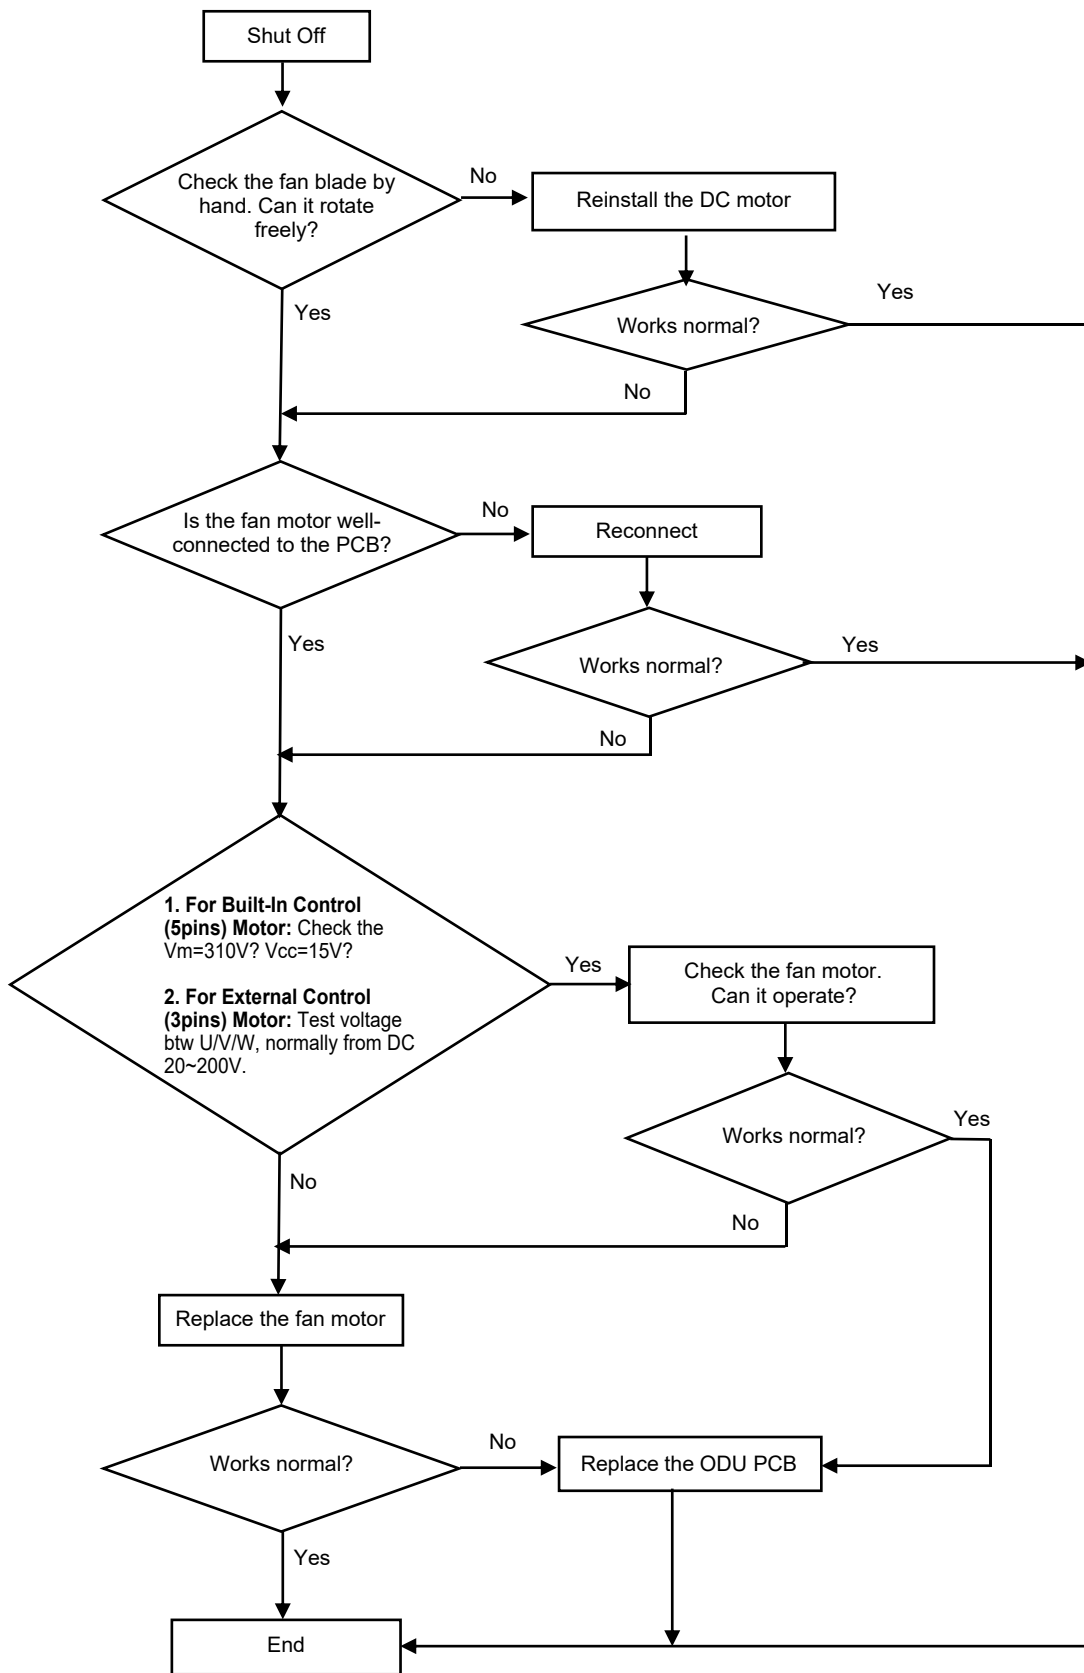 Shut Off
Check the fan blade by
hand. Can it rotate
freely?
No
Reinstall the DC motor
Yes
Works normal?
Yes
No
Is the fan motor well-
connected to the PCB?
No
Reconnect
Yes
Works normal?
Yes
No
1. For Built-In Control
(5pins) Motor: Check the
Vm=310V? Vcc=15V?
2. For External Control
(3pins) Motor: Test voltage
btw U/V/W, normally from DC
20~200V.
Yes
Check the fan motor.
Can it operate?
Works normal?
Yes
No
No
Replace the fan motor
Works normal?
No
Replace the ODU PCB
Yes
End